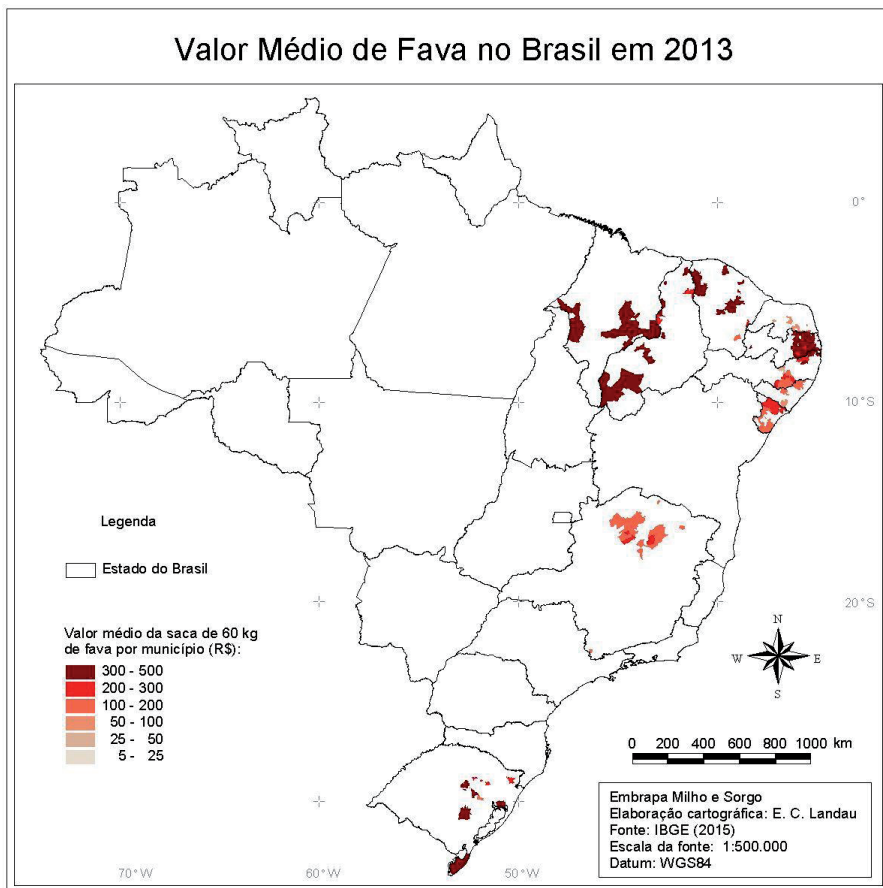 Valor Médio de Fava no Brasil em 2013
0°
10°S
20°S
Legenda
Estado do Brasil
Valor médio da saca de 60 kg
de fava por município (R$):
300 - 500
200 - 300
100 - 200
50 - 100
25 - 50
5 - 25
N
W E
S
0 200 400 600 800 1000 km
Embrapa Milho e Sorgo
Elaboração cartográfica: E. C. Landau
Fonte: IBGE (2015)
Escala da fonte: 1:500.000
Datum: WGS84
70°W 60°W 50°W